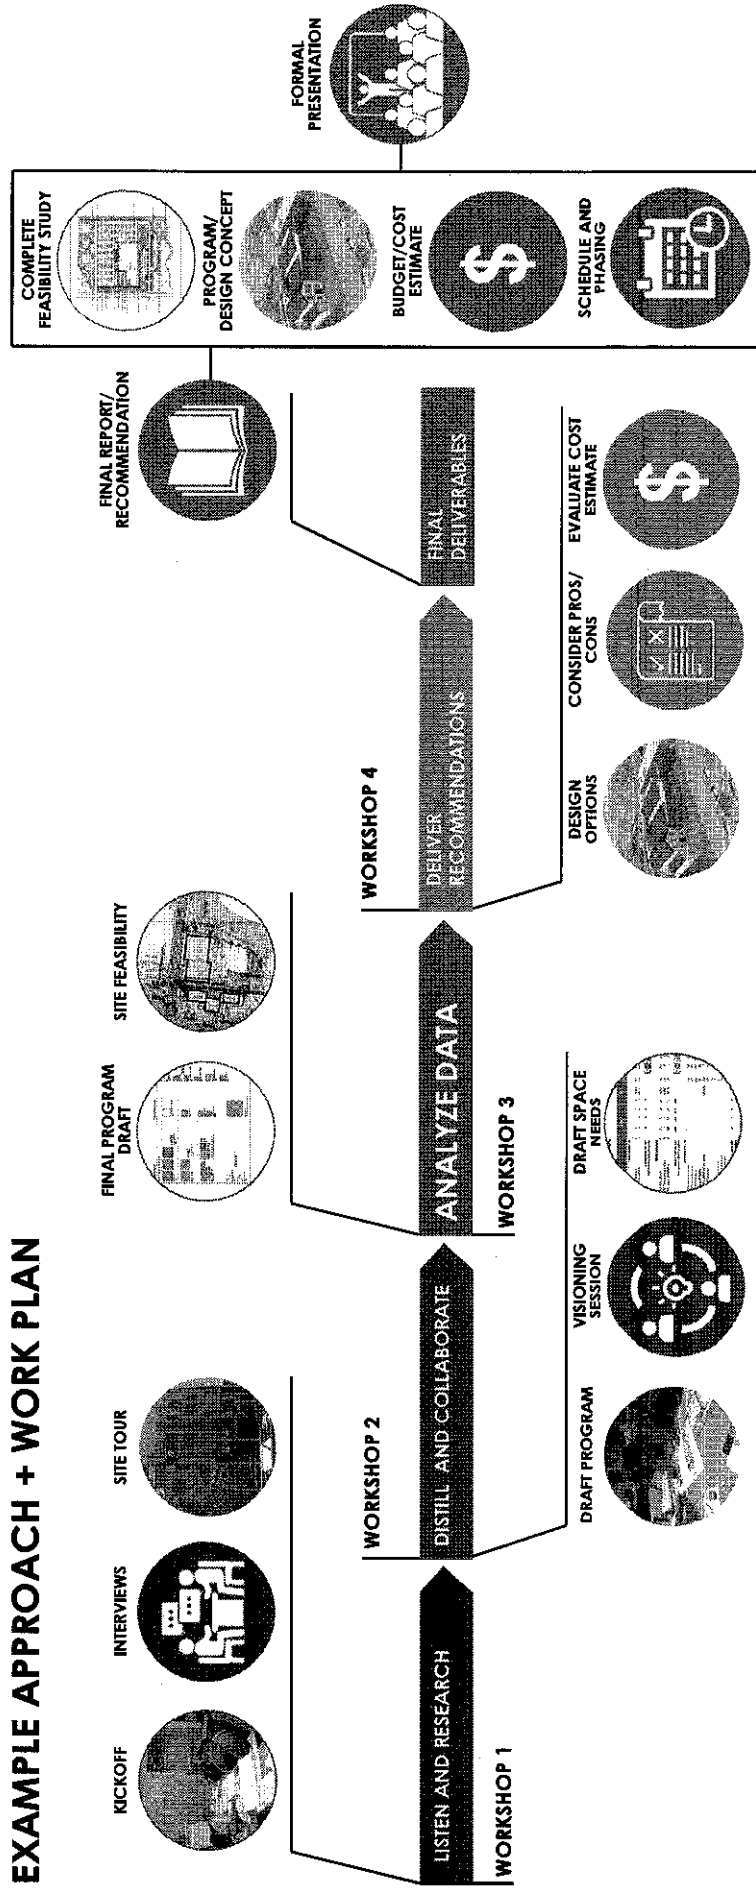 EXAMPLE APPROACH + WORK PLAN
KICKOFF
INTERVIEWS
SITE TOUR
LISTEN AND RESEARCH
WORKSHOP 1
WORKSHOP 2
DISTILL AND COLLABORATE
DRAFT PROGRAM
VISIONING
SESSION
DRAFT SPACE
NEEDS
FINAL PROGRAM
DRAFT
SITE FEASIBILITY
ANALYZE DATA
WORKSHOP 3
WORKSHOP 4
DELIVER
RECOMMENDATIONS
DESIGN
OPTIONS
CONSIDER PROS/
CONS
EVALUATE COST
ESTIMATE
FINAL REPORT/
RECOMMENDATION
FINAL
DELIVERABLES
COMPLETE
FEASIBILITY STUDY
PROGRAM/
DESIGN CONCEPT
BUDGET/COST
ESTIMATE
SCHEDULE AND
PHASING
FORMAL
PRESENTATION